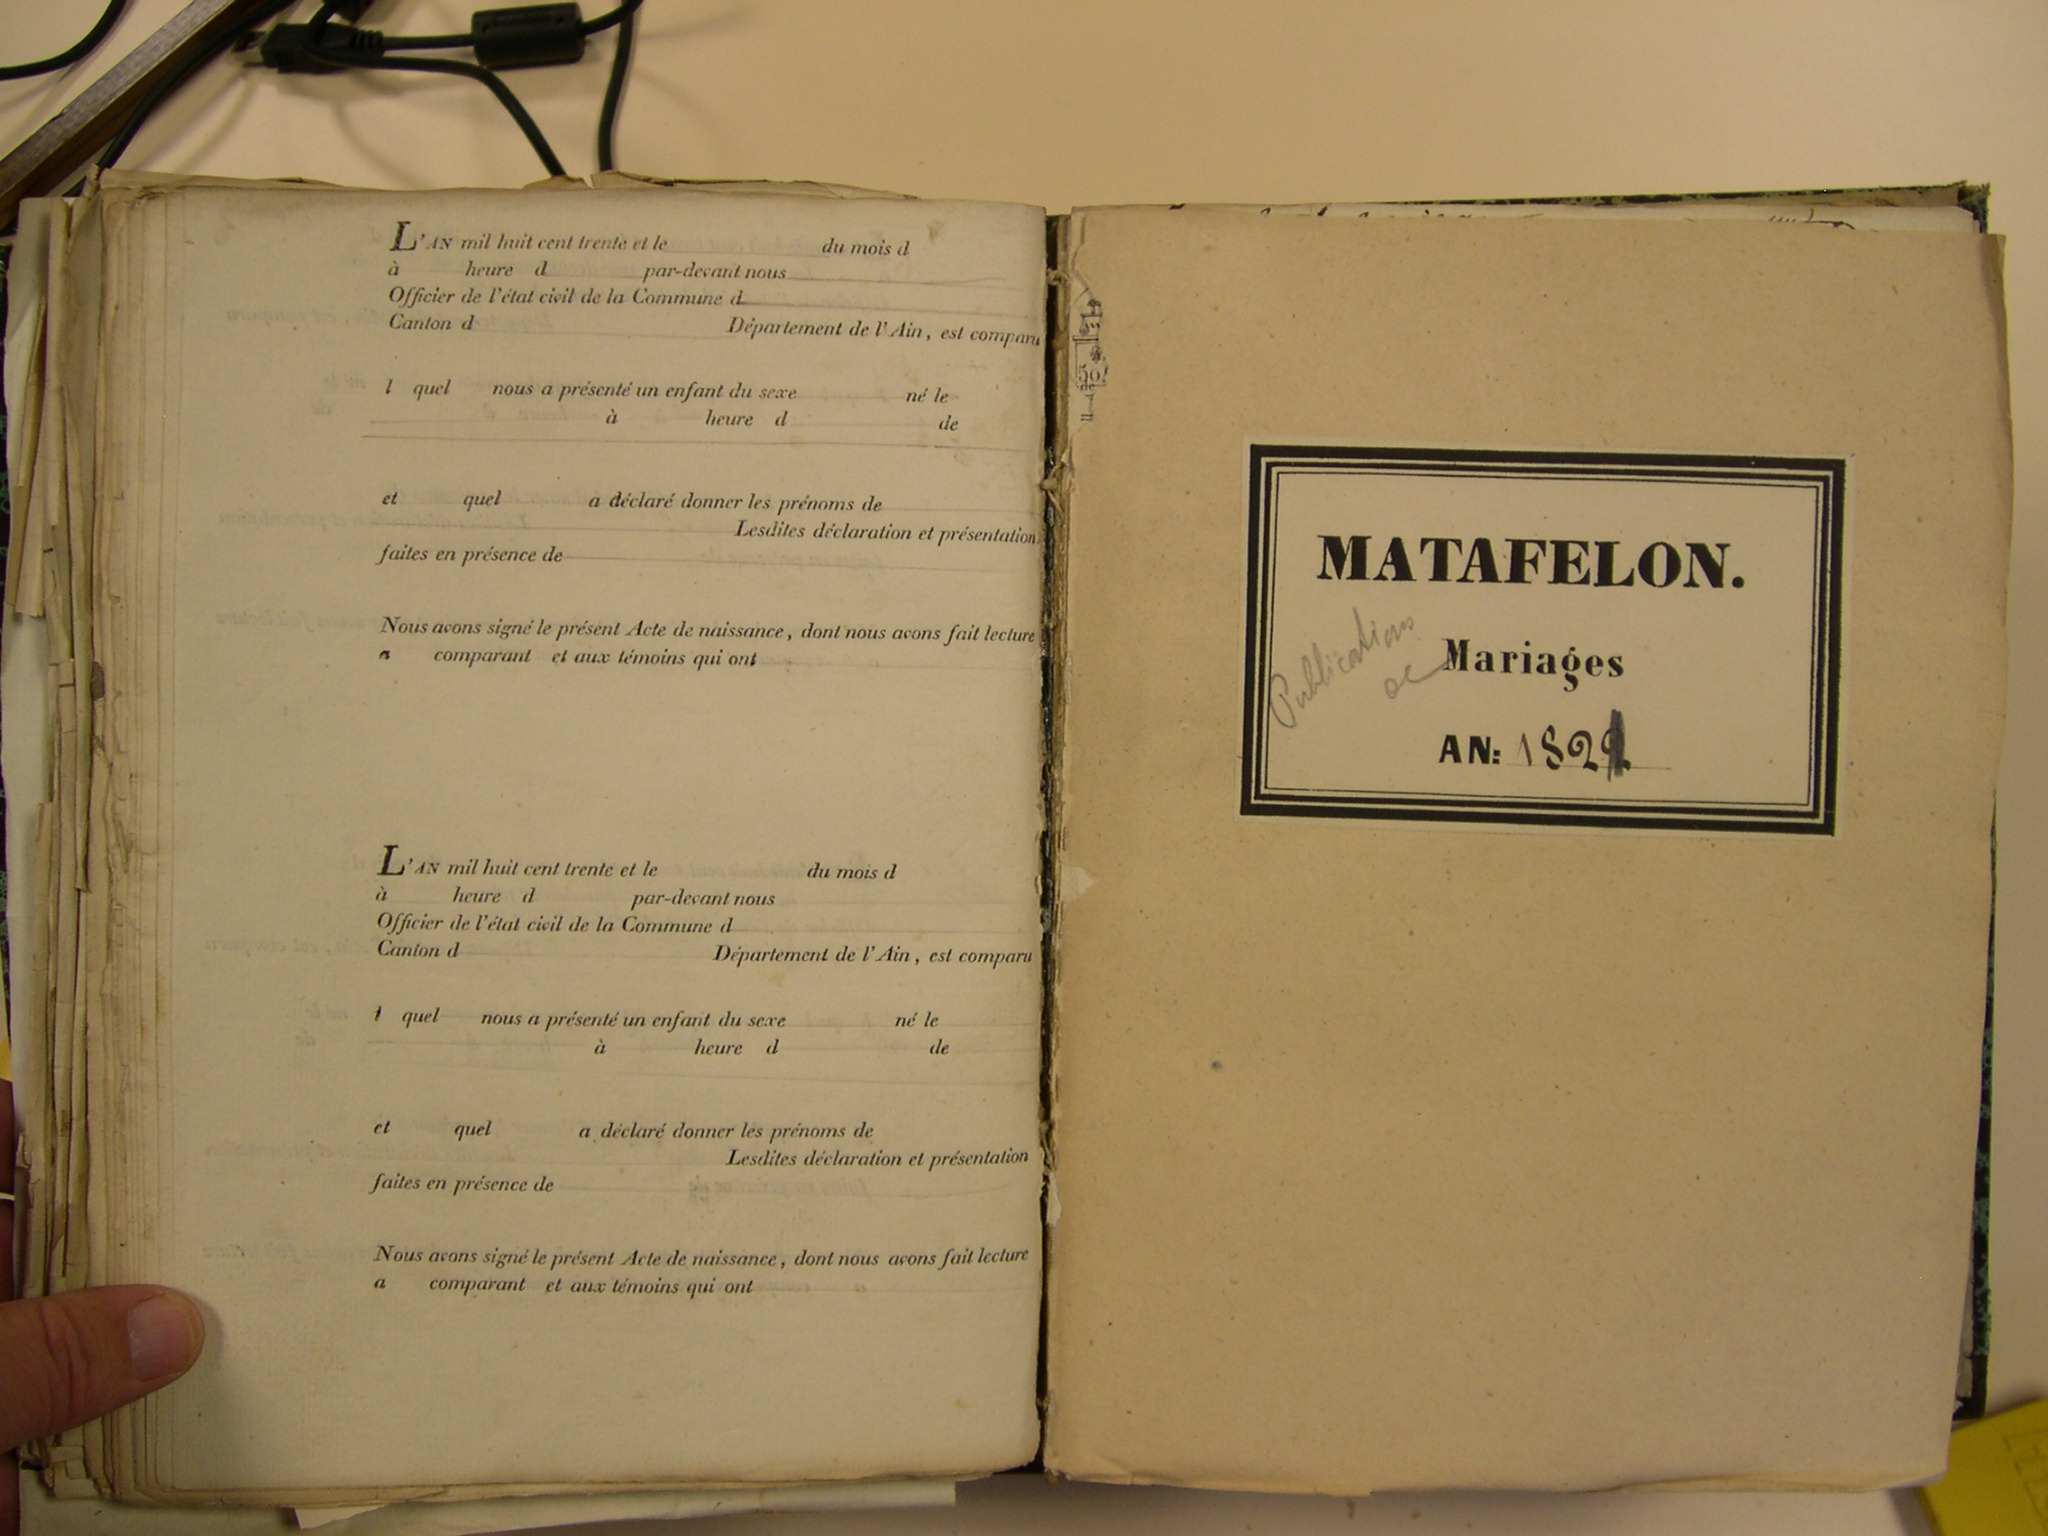 L'AN mil huit cent trente et le du mois d
à heure d par-devant nous
Officier de l'état civil de la Commune d
Canton d Département de l'Ain, est comparu
l quel nous a présenté un enfant du sexe né le
à heure d de
et quel a déclaré donner les prénoms de
Lesdites déclaration et présentation
faites en présence de
Nous avons signé le présent Acte de naissance, dont nous avons fait lecture
a comparant et aux témoins qui ont
L'AN mil huit cent trente et le du mois d
à heure d par-devant nous
Officier de l'état civil de la Commune d
Canton d Département de l'Ain, est comparu
l quel nous a présenté un enfant du sexe né le
à heure d de
et quel a déclaré donner les prénoms de
Lesdites déclaration et présentation
faites en présence de
Nous avons signé le présent Acte de naissance, dont nous avons fait lecture
a comparant et aux témoins qui ont
50
MATAFELON.
Publications
de Mariages
AN: